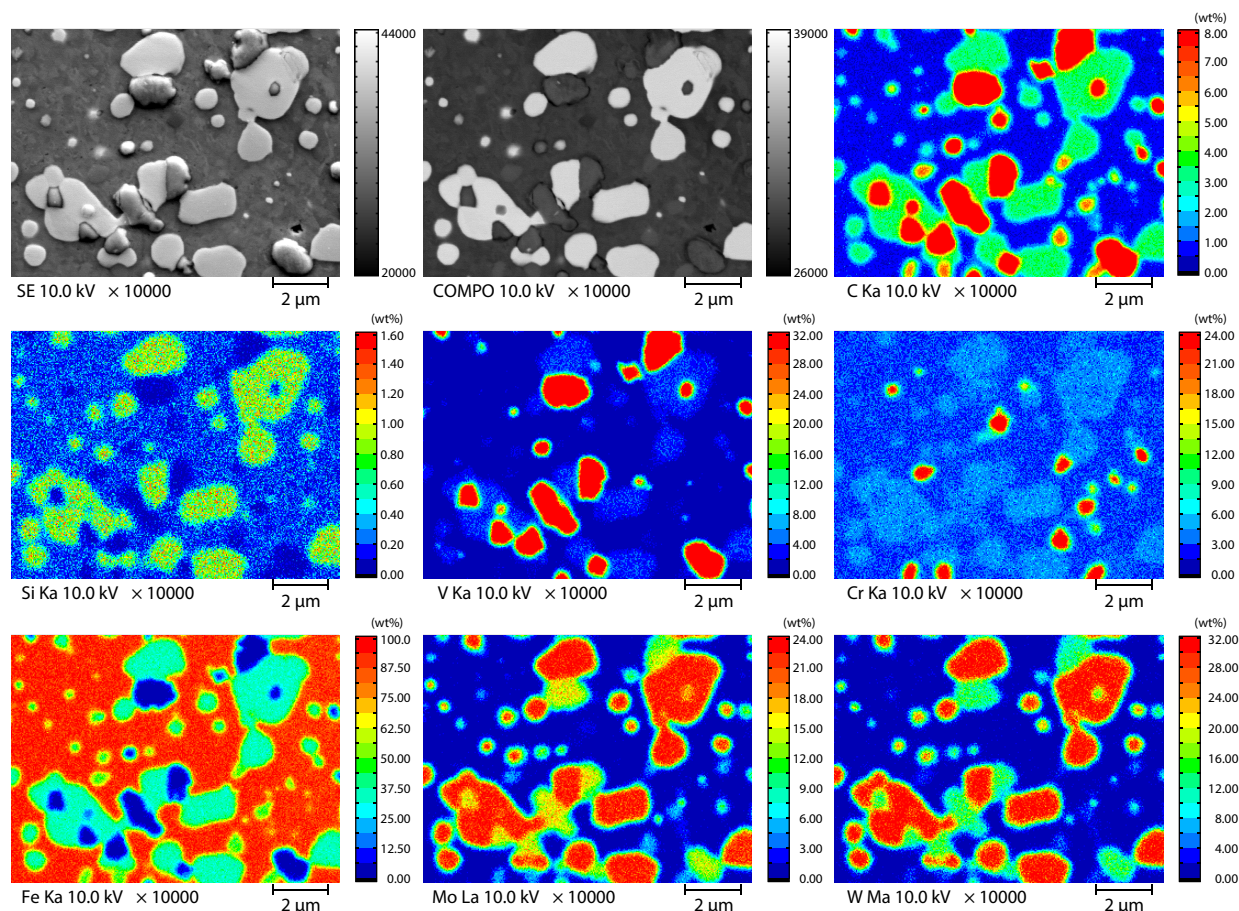 44000
20000
SE 10.0 kV × 10000
2 μm
39000
26000
COMPO 10.0 kV × 10000
2 μm
(wt%)
8.00
7.00
6.00
5.00
4.00
3.00
2.00
1.00
0.00
C Ka 10.0 kV × 10000
2 μm
(wt%)
1.60
1.40
1.20
1.00
0.80
0.60
0.40
0.20
0.00
Si Ka 10.0 kV × 10000
2 μm
(wt%)
32.00
28.00
24.00
20.00
16.00
12.00
8.00
4.00
0.00
V Ka 10.0 kV × 10000
2 μm
(wt%)
24.00
21.00
18.00
15.00
12.00
9.00
6.00
3.00
0.00
Cr Ka 10.0 kV × 10000
2 μm
(wt%)
100.0
87.50
75.00
62.50
50.00
37.50
25.00
12.50
0.00
Fe Ka 10.0 kV × 10000
2 μm
(wt%)
24.00
21.00
18.00
15.00
12.00
9.00
6.00
3.00
0.00
Mo La 10.0 kV × 10000
2 μm
(wt%)
32.00
28.00
24.00
20.00
16.00
12.00
8.00
4.00
0.00
W Ma 10.0 kV × 10000
2 μm